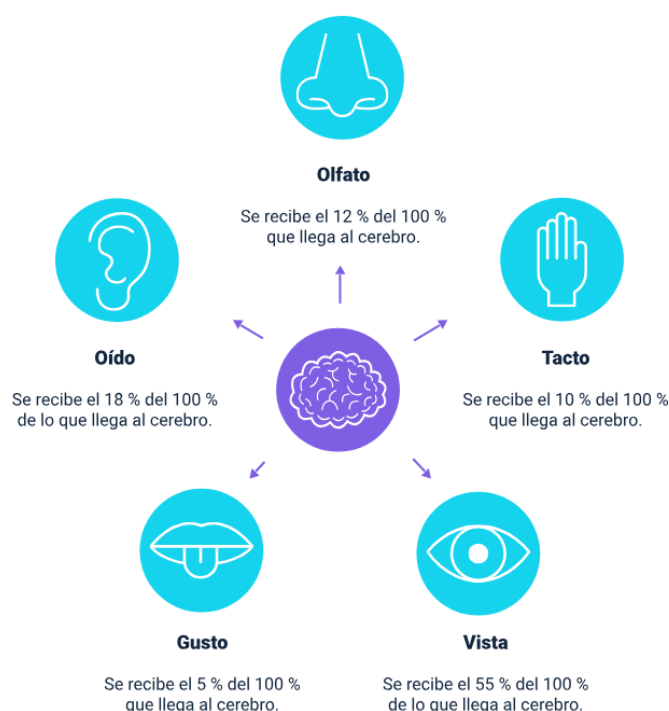 Olfato
Se recibe el 12 % del 100 %
que llega al cerebro.
Oído
Se recibe el 18 % del 100 %
de lo que llega al cerebro.
Tacto
Se recibe el 10 % del 100 %
que llega al cerebro.
Gusto
Se recibe el 5 % del 100 %
que llega al cerebro.
Vista
Se recibe el 55 % del 100 %
de lo que llega al cerebro.